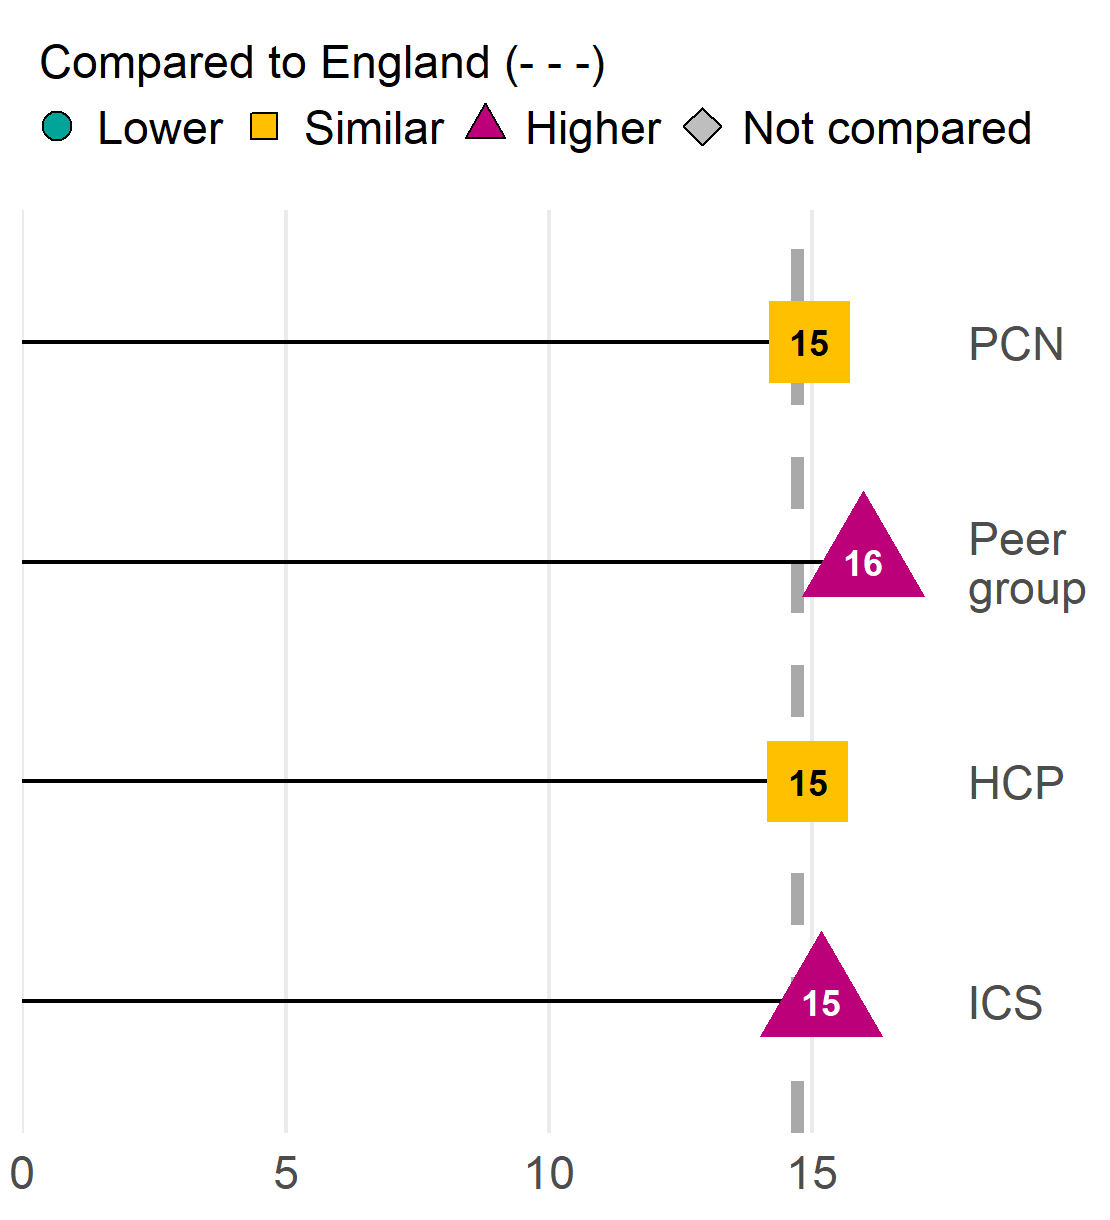 Compared to England (- - -)
Lower Similar Higher Not compared
15 PCN
16 Peer
group
15 HCP
15 ICS
0 5 10 15